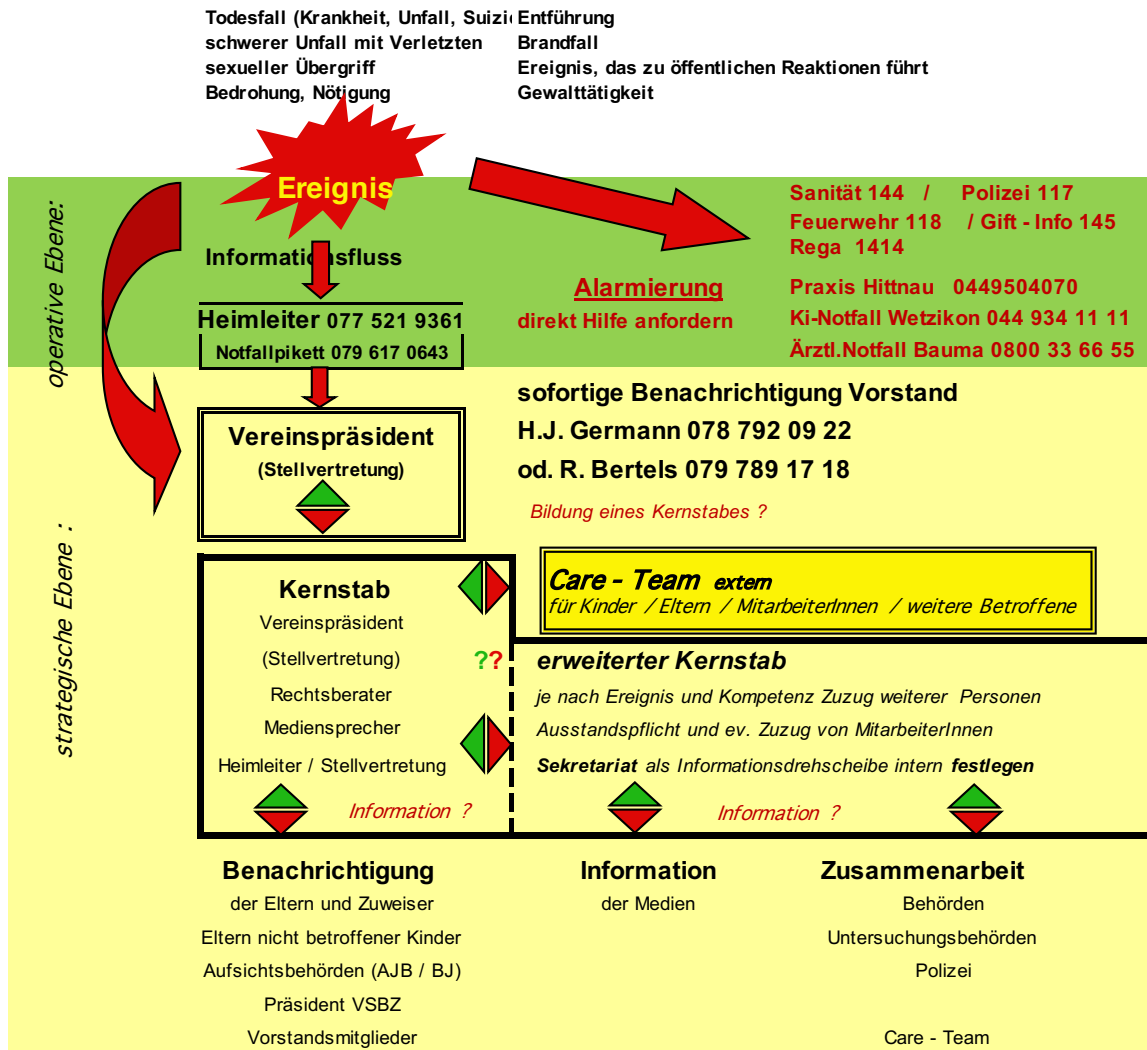 Todesfall (Krankheit, Unfall, Suizi
schwerer Unfall mit Verletzten
sexueller Übergriff
Bedrohung, Nötigung
Entführung
Brandfall
Ereignis, das zu öffentlichen Reaktionen führt
Gewalttätigkeit
Ereignis
operative Ebene:
Informationsfluss
Heimleiter 077 521 9361
Notfallpikett 079 617 0643
Alarmierung
direkt Hilfe anfordern
Sanität 144 / Polizei 117
Feuerwehr 118 / Gift - Info 145
Rega 1414
Praxis Hittnau 0449504070
Ki-Notfall Wetzikon 044 934 11 11
Ärztl.Notfall Bauma 0800 33 66 55
strategische Ebene :
Vereinspräsident
(Stellvertretung)
sofortige Benachrichtigung Vorstand
H.J. Germann 078 792 09 22
od. R. Bertels 079 789 17 18
Bildung eines Kernstabes ?
Kernstab
Vereinspräsident
(Stellvertretung)
Rechtsberater
Mediensprecher
Heimleiter / Stellvertretung
Information ?
??
Care - Team extern
für Kinder / Eltern / MitarbeiterInnen / weitere Betroffene
erweiterter Kernstab
je nach Ereignis und Kompetenz Zuzug weiterer Personen
Ausstandspflicht und ev. Zuzug von MitarbeiterInnen
Sekretariat als Informationsdrehscheibe intern festlegen
Information ?
Benachrichtigung
der Eltern und Zuweiser
Eltern nicht betroffener Kinder
Aufsichtsbehörden (AJB / BJ)
Präsident VSBZ
Vorstandsmitglieder
Information
der Medien
Zusammenarbeit
Behörden
Untersuchungsbehörden
Polizei
Care - Team